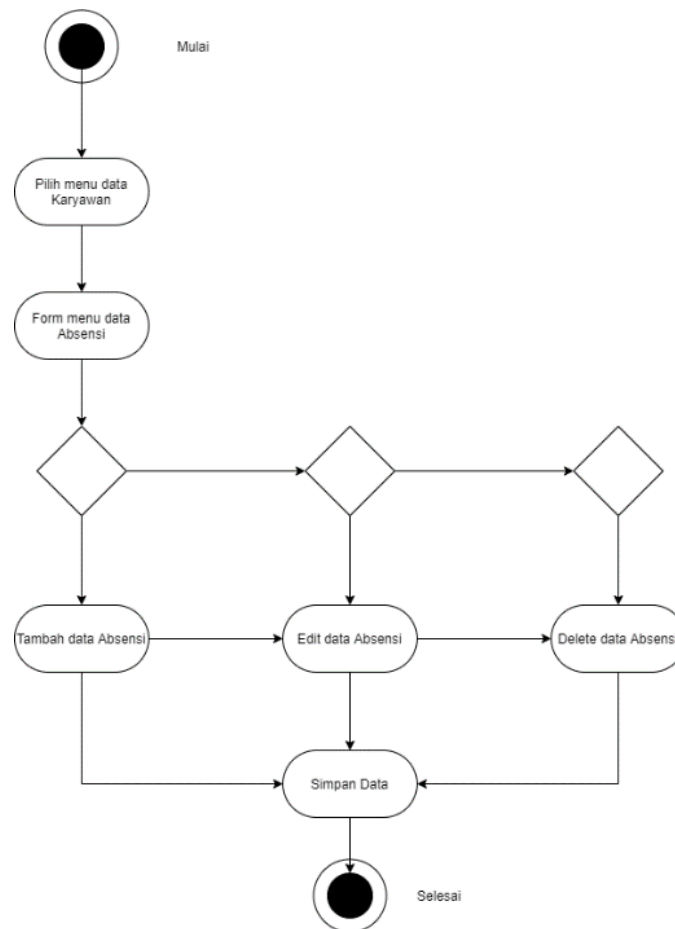 Mulai
Pilih menu data
Karyawan
Form menu data
Absensi
Tambah data Absensi
Edit data Absensi
Delete data Absensi
Simpan Data
Selesai